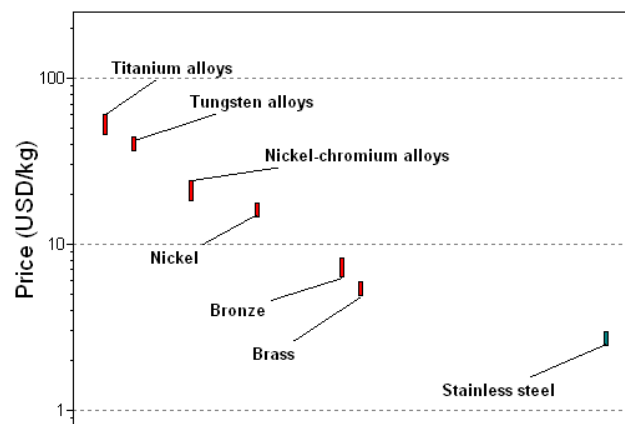 Titanium alloys
100
Tungsten alloys
Nickel-chromium alloys
Price (USD/kg)
10
Nickel
Bronze
Brass
Stainless steel
1